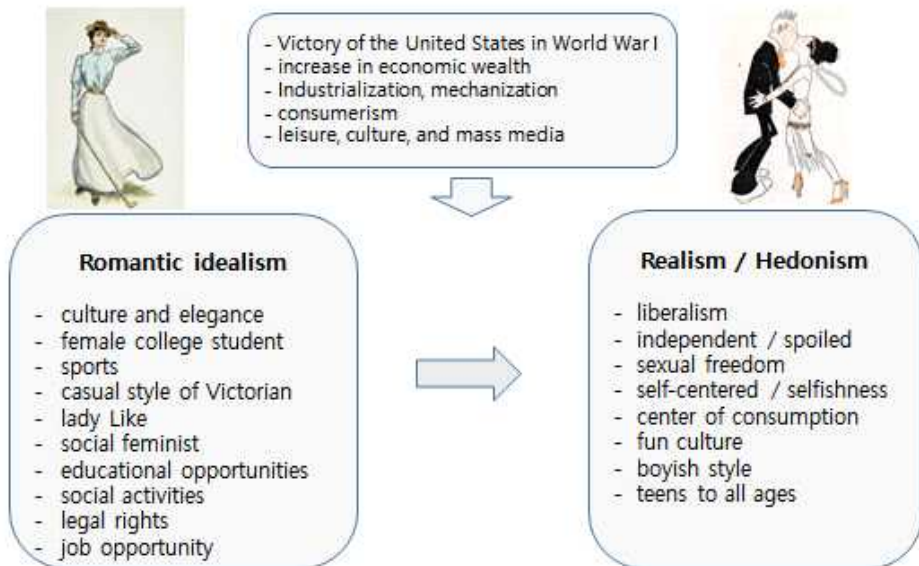 - Victory of the United States in World War I
- increase in economic wealth
- Industrialization, mechanization
- consumerism
- leisure, culture, and mass media
Romantic idealism
- culture and elegance
- female college student
- sports
- casual style of Victorian
- lady Like
- social feminist
- educational opportunities
- social activities
- legal rights
- job opportunity
Realism / Hedonism
- liberalism
- independent / spoiled
- sexual freedom
- self-centered / selfishness
- center of consumption
- fun culture
- boyish style
- teens to all ages